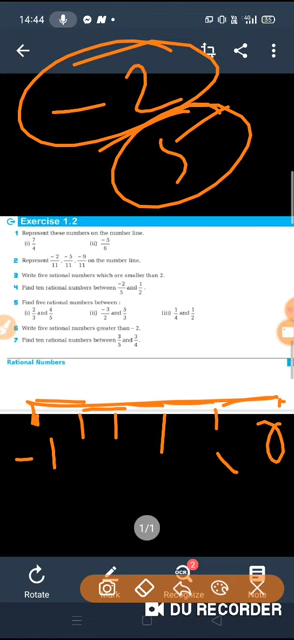 14:44
35
-2
5
Exercise 1.2
1 Represent these numbers on the number line.
(i) 7/4 (ii) -5/6
2 Represent -2/11, -5/11, -9/11 on the number line.
3 Write five rational numbers which are smaller than 2.
4 Find ten rational numbers between -2/5 and 1/2.
5 Find five rational numbers between :
(i) 2/3 and 4/5 (ii) -3/2 and 5/3 (iii) 1/4 and 1/2
6 Write five rational numbers greater than -2.
7 Find ten rational numbers between 3/5 and 3/4.
Rational Numbers
-1 0
1/1
OCR 2
Rotate Mark Recognize Note
DU RECORDER